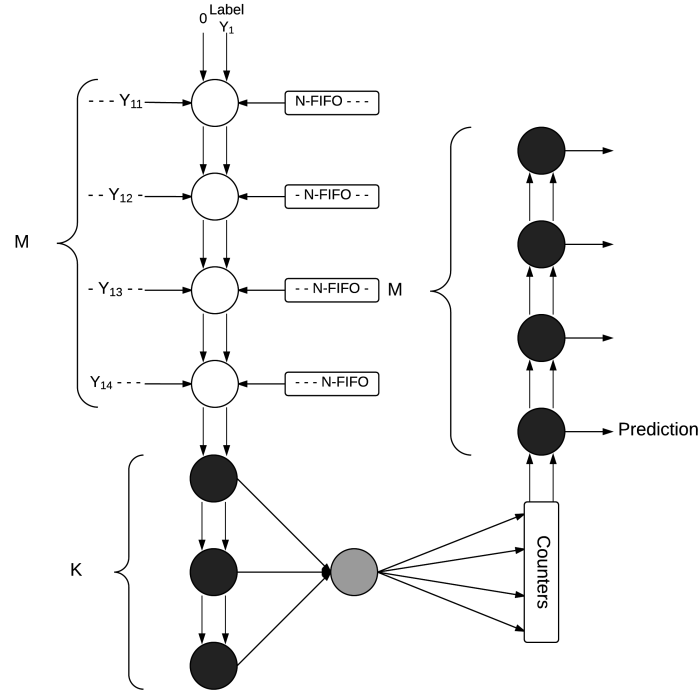 0 Label
Y1
- - - Y11
N-FIFO - - -
- - Y12 -
- N-FIFO - -
M
- Y13 - -
- - N-FIFO -
M
Y14 - - -
- - - N-FIFO
Prediction
K
Counters